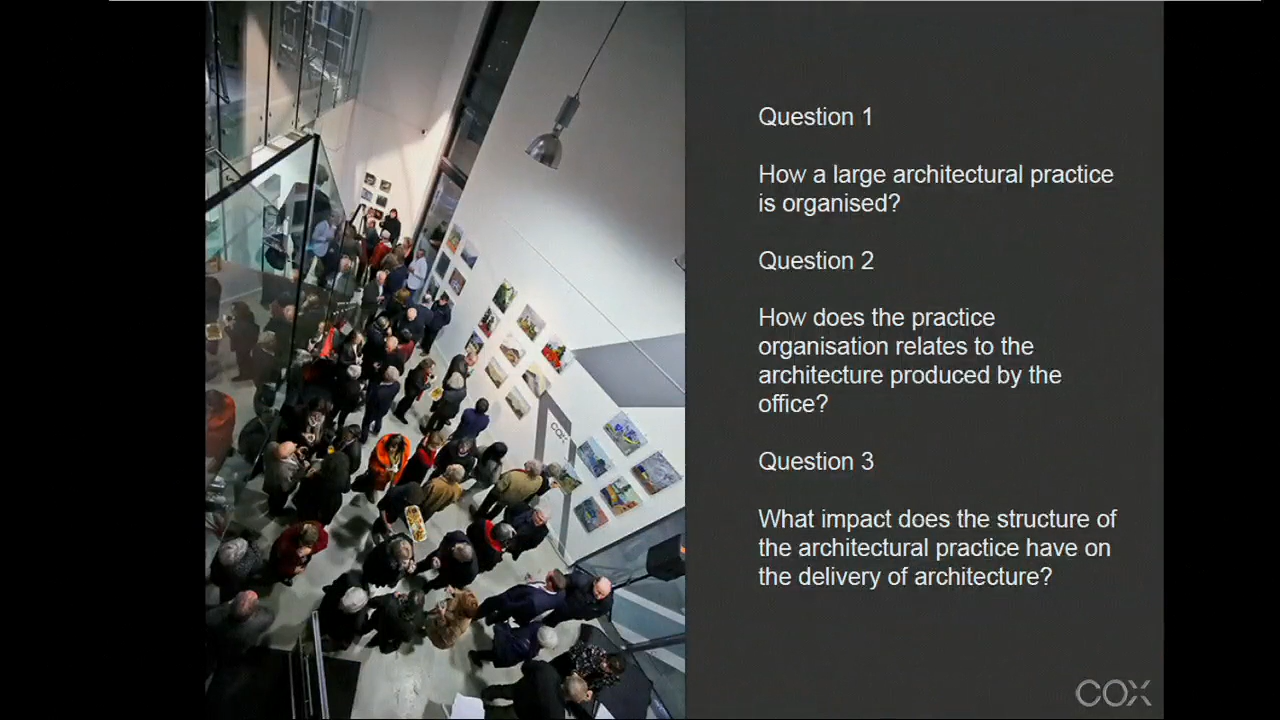 Question 1
How a large architectural practice
is organised?
Question 2
How does the practice
organisation relates to the
architecture produced by the
office?
Question 3
What impact does the structure of
the architectural practice have on
the delivery of architecture?
COX
COX